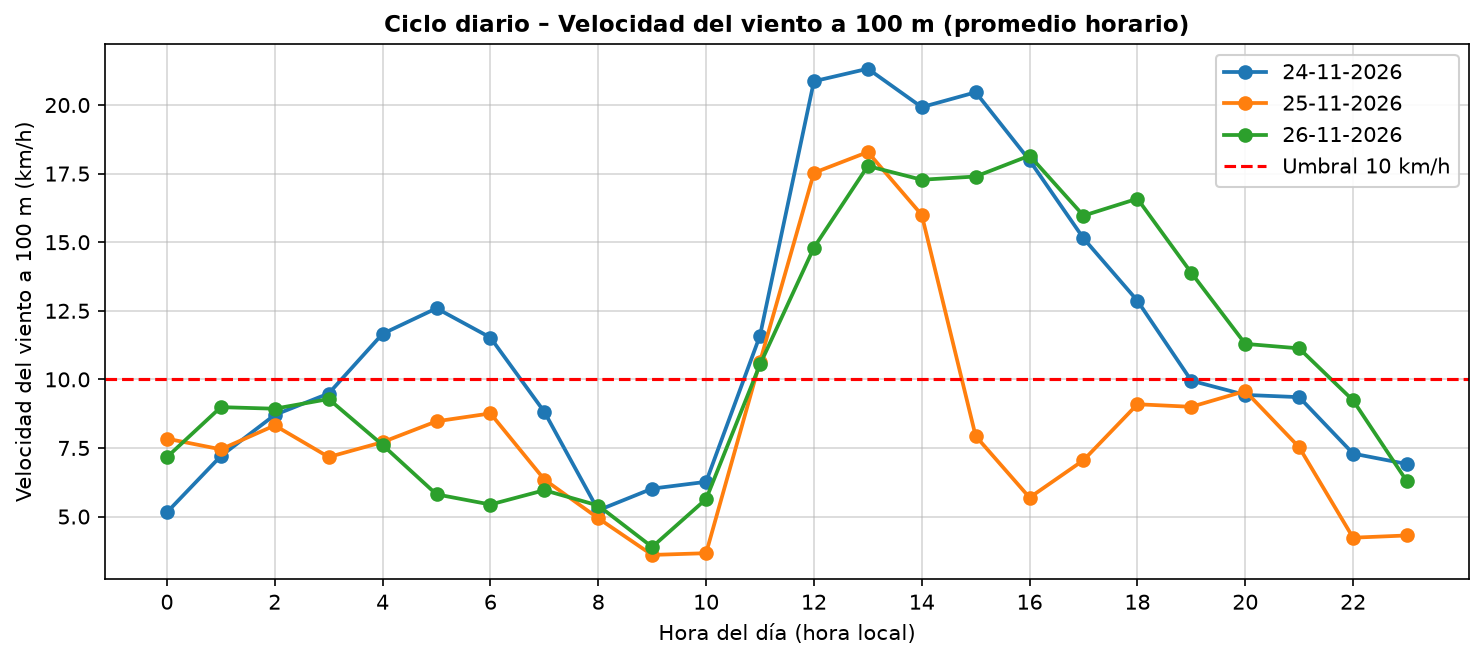 Ciclo diario – Velocidad del viento a 100 m (promedio horario)
Velocidad del viento a 100 m (km/h)
20.0
17.5
15.0
12.5
10.0
7.5
5.0
24-11-2026
25-11-2026
26-11-2026
Umbral 10 km/h
0 2 4 6 8 10 12 14 16 18 20 22
Hora del día (hora local)